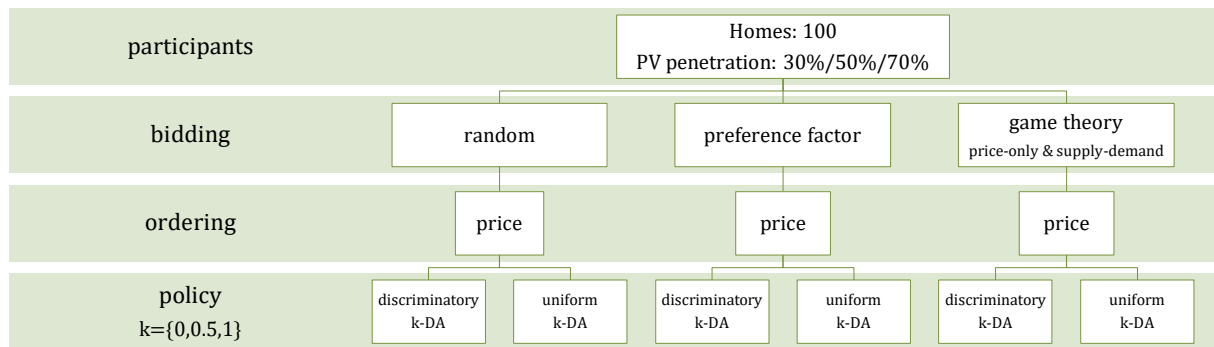 participants
Homes: 100
PV penetration: 30%/50%/70%
bidding
random
preference factor
game theory
price-only & supply-demand
ordering
price
price
price
policy
k={0,0.5,1}
discriminatory
k-DA
uniform
k-DA
discriminatory
k-DA
uniform
k-DA
discriminatory
k-DA
uniform
k-DA